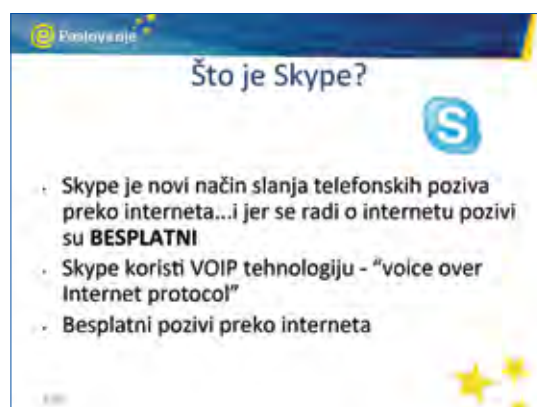 e Poslovanje
Što je Skype?
S
Skype je novi način slanja telefonskih poziva
preko interneta...i jer se radi o internetu pozivi
su BESPLATNI
Skype koristi VOIP tehnologiju - "voice over
Internet protocol"
Besplatni pozivi preko interneta